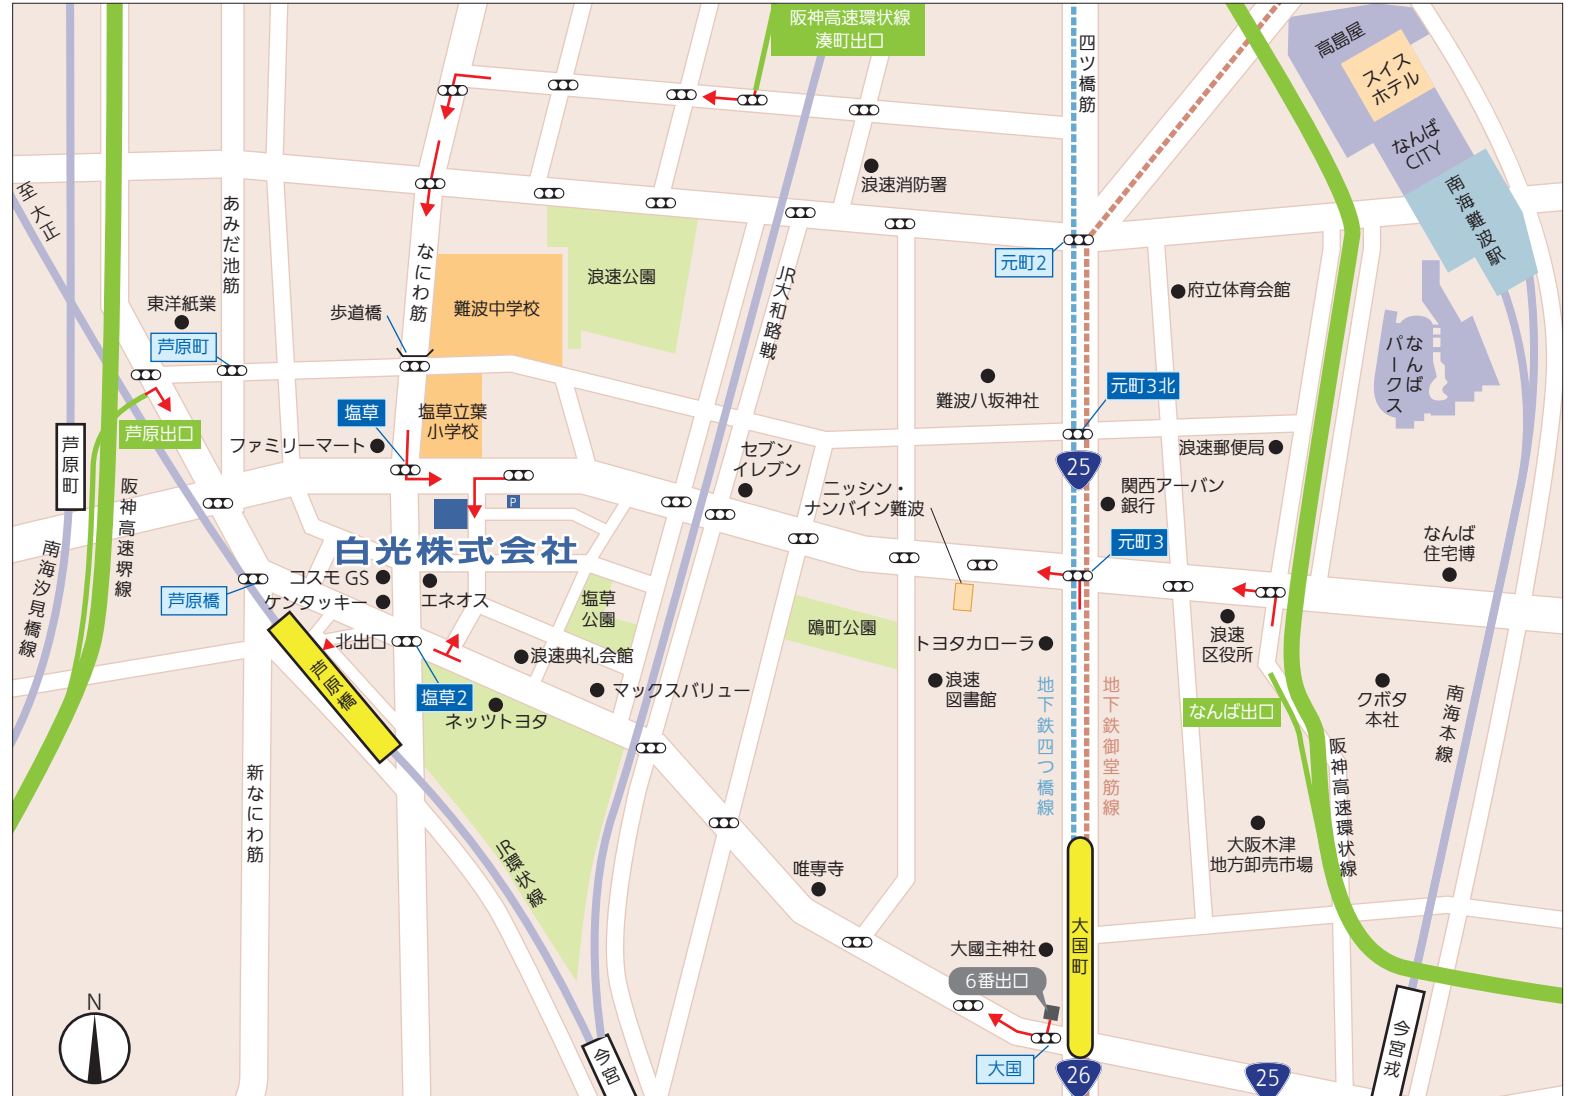 阪神高速環状線
湊町出口
四ツ橋筋
高島屋
スイス
ホテル
なんば
CITY
南海難波駅
浪速消防署
至大正
あみだ池筋
なにわ筋
浪速公園
JR大和路戦
元町2
府立体育会館
東洋紙業
歩道橋
難波中学校
芦原町
なんば
パークス
元町3北
難波八坂神社
塩草
塩草立葉
小学校
芦原出口
ファミリーマート
芦原町
セブン
イレブン
浪速郵便局
25
阪神高速堺線
P
ニッシン・
ナンバイン難波
関西アーバン
銀行
白光株式会社
元町3
なんば
住宅博
南海汐見橋線
コスモ GS
エネオス
芦原橋
ケンタッキー
塩草
公園
鴎町公園
北出口
浪速典礼会館
トヨタカローラ
浪速
区役所
芦原橋
マックスバリュー
浪速
図書館
塩草2
ネッツトヨタ
地下鉄四つ橋線
地下鉄御堂筋線
なんば出口
クボタ
本社
南海本線
新なにわ筋
阪神高速環状線
JR環状線
大阪木津
地方卸売市場
唯専寺
大国町
大國主神社
6番出口
N
今宮
大国
26
25
今宮戎